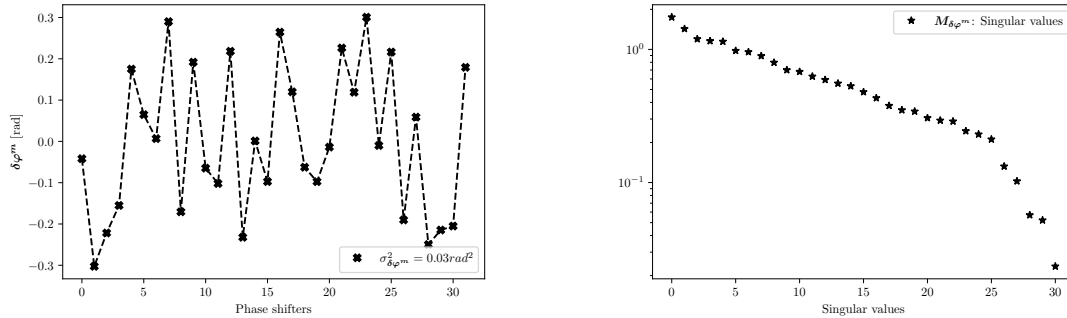 0.3
0.2
0.1
0.0
−0.1
−0.2
−0.3
δφ^m [rad]
0 5 10 15 20 25 30
Phase shifters
σ²_{δφ^m} = 0.03rad²
10^0
10^{−1}
M_{δφ^m}: Singular values
0 5 10 15 20 25 30
Singular values